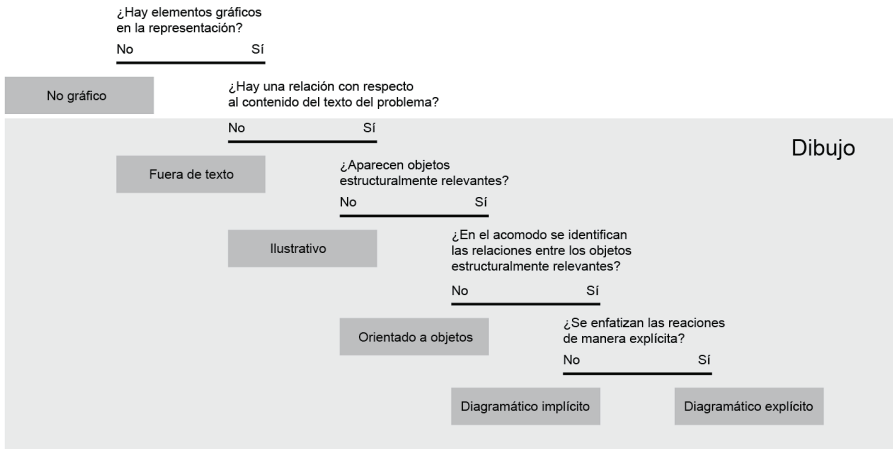 ¿Hay elementos gráficos
en la representación?
No Sí
No gráfico
¿Hay una relación con respecto
al contenido del texto del problema?
No Sí
Dibujo
Fuera de texto
¿Aparecen objetos
estructuralmente relevantes?
No Sí
Ilustrativo
¿En el acomodo se identifican
las relaciones entre los objetos
estructuralmente relevantes?
No Sí
Orientado a objetos
¿Se enfatizan las reaciones
de manera explícita?
No Sí
Diagramático implícito
Diagramático explícito